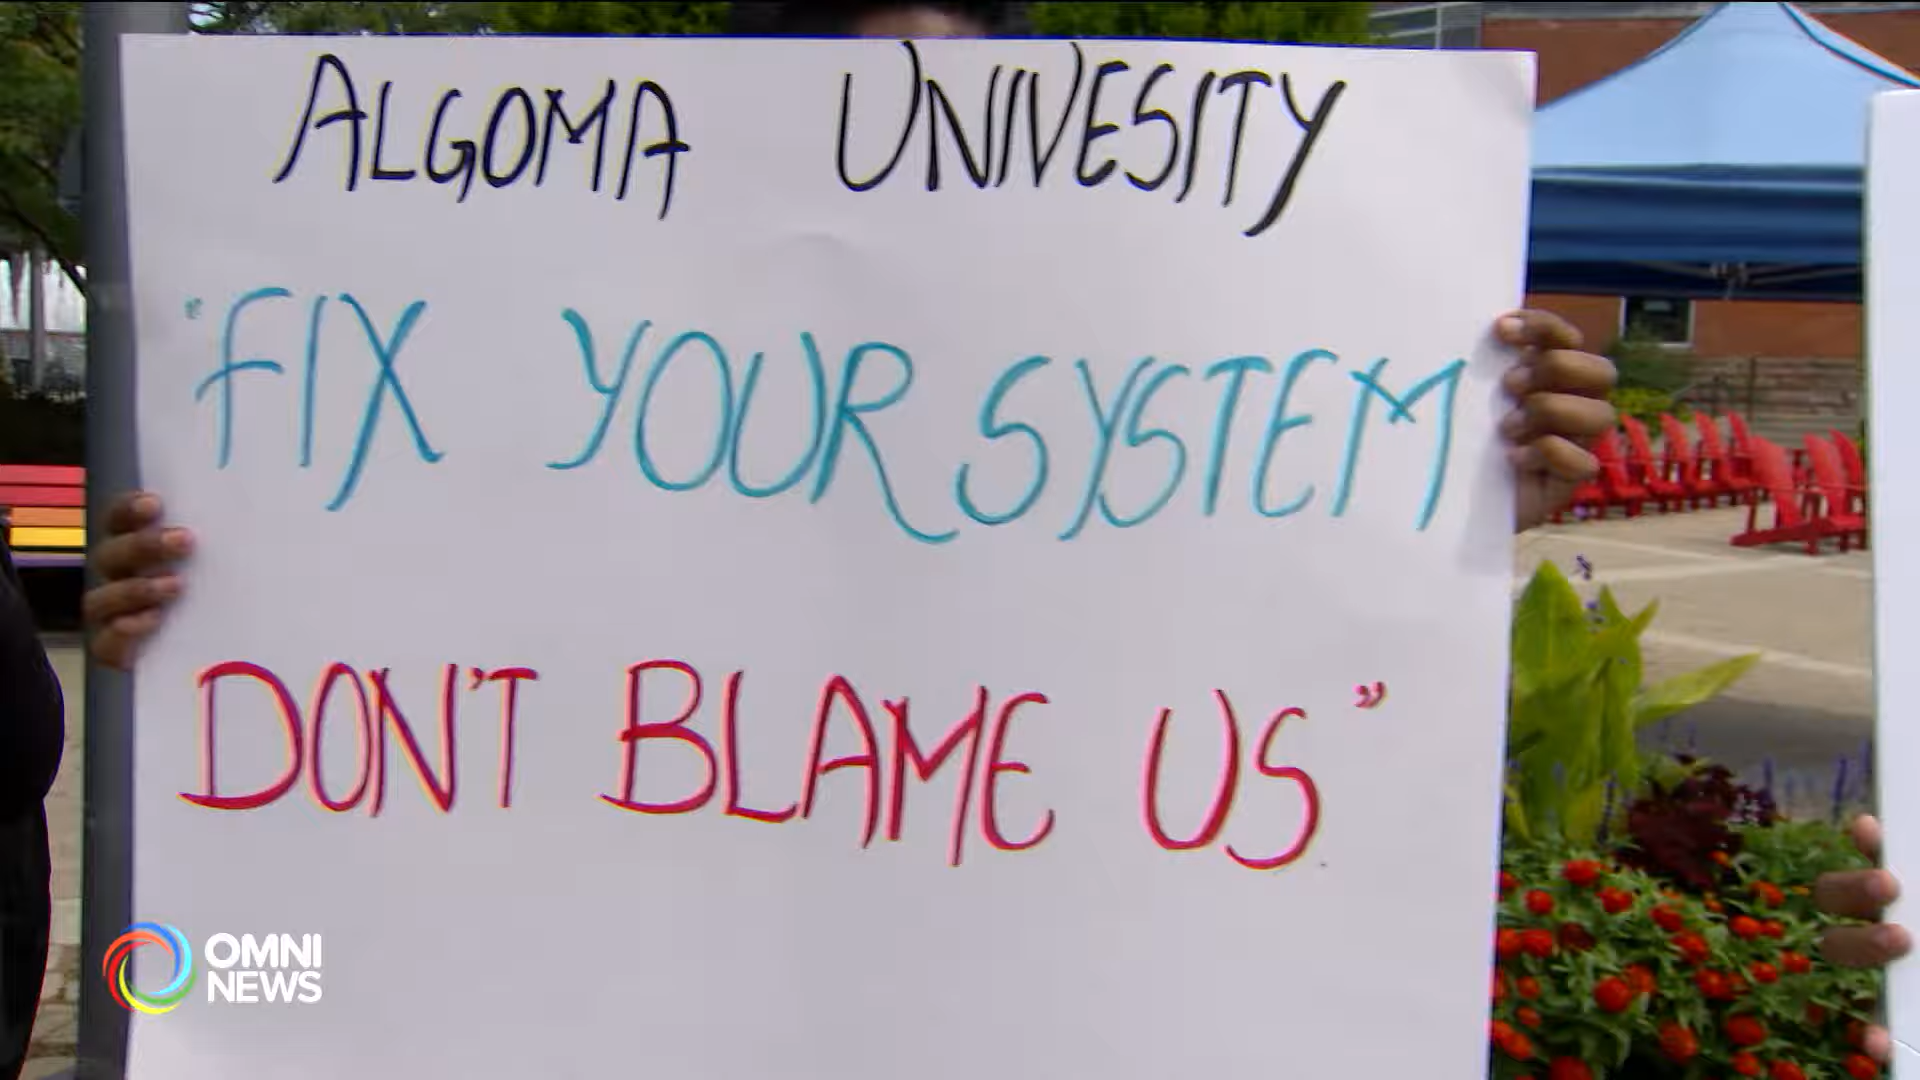 ALGOMA UNIVESITY
"FIX YOUR SYSTEM
DON'T BLAME US"
OMNI
NEWS